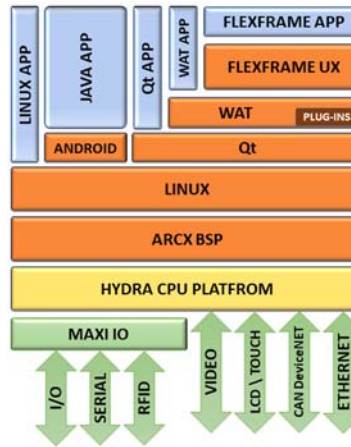 LINUX APP
JAVA APP
Qt APP
WAT APP
FLEXFRAME APP
FLEXFRAME UX
WAT
PLUG-INS
ANDROID
Qt
LINUX
ARCX BSP
HYDRA CPU PLATFROM
MAXI IO
I/O
SERIAL
RFID
VIDEO
LCD \ TOUCH
CAN DeviceNET
ETHERNET